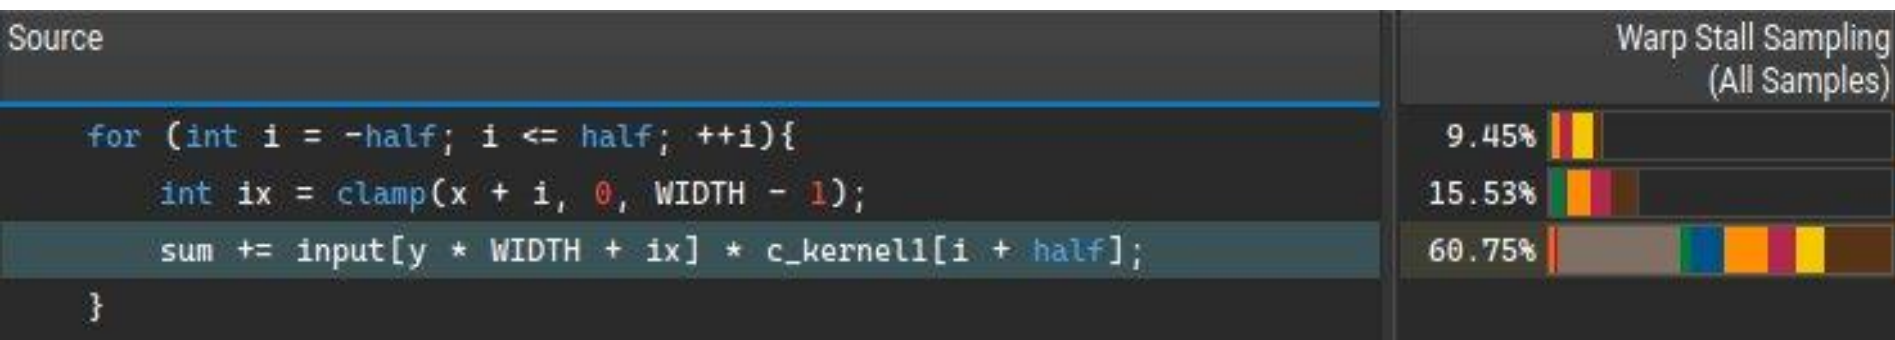 Source
Warp Stall Sampling
(All Samples)
for (int i = -half; i <= half; ++i){ 9.45%
int ix = clamp(x + i, 0, WIDTH - 1); 15.53%
sum += input[y * WIDTH + ix] * c_kernel1[i + half]; 60.75%
}